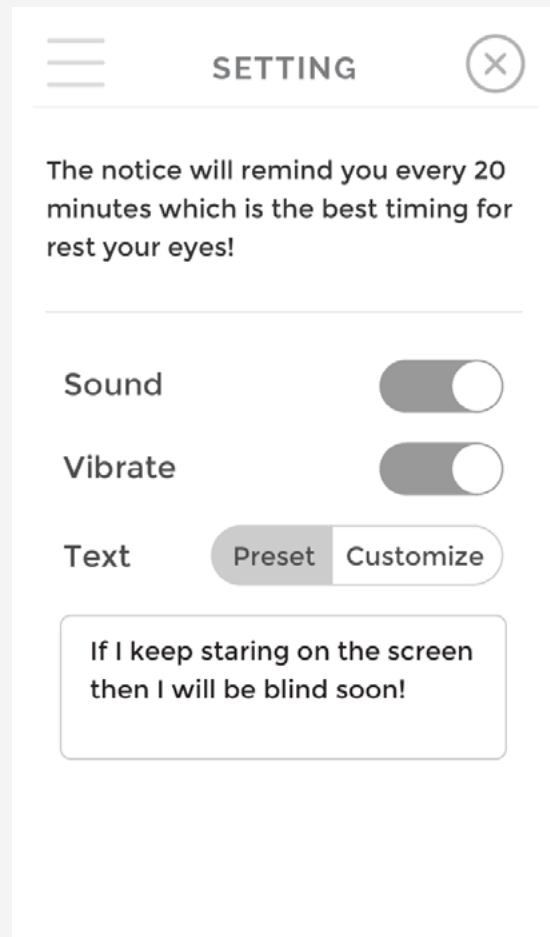 SETTING
The notice will remind you every 20
minutes which is the best timing for
rest your eyes!
Sound
Vibrate
Text Preset Customize
If I keep staring on the screen
then I will be blind soon!